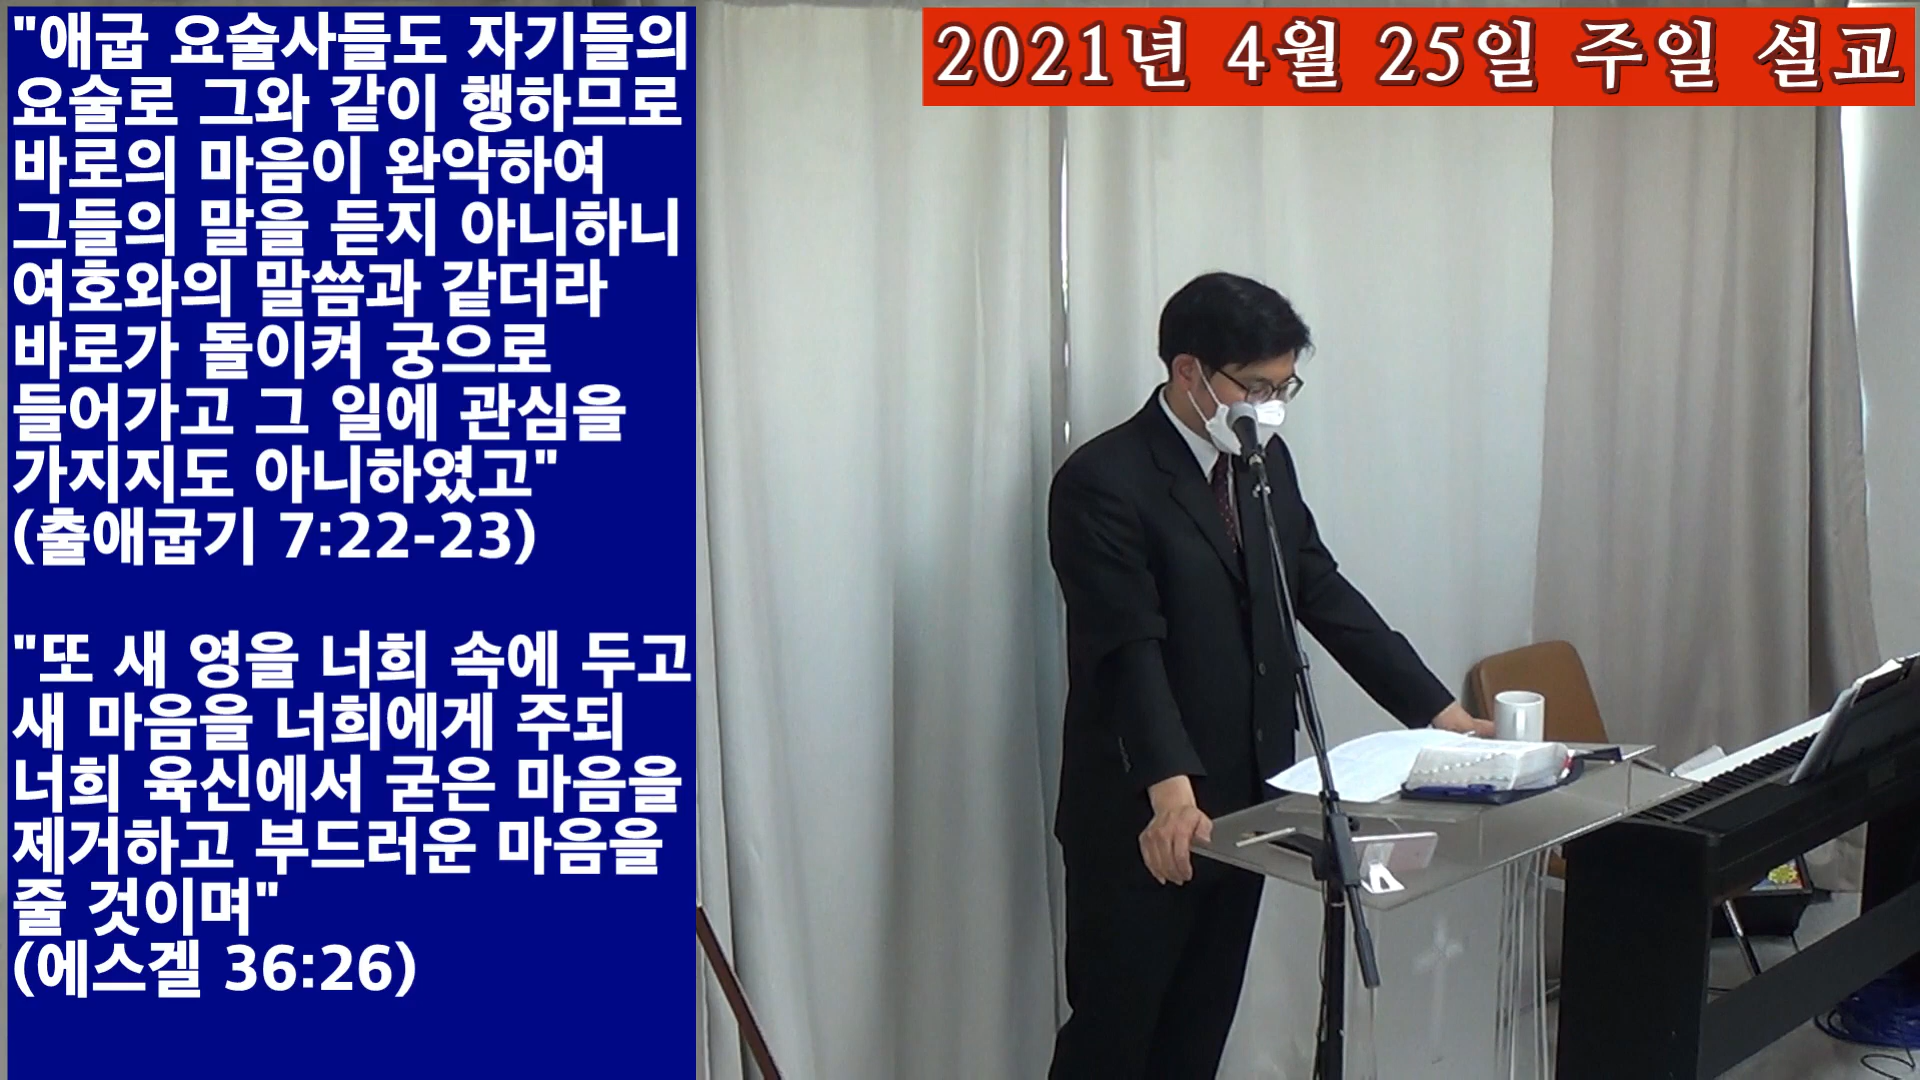 "애굽 요술사들도 자기들의
요술로 그와 같이 행하므로
바로의 마음이 완악하여
그들의 말을 듣지 아니하니
여호와의 말씀과 같더라
바로가 돌이켜 궁으로
들어가고 그 일에 관심을
가지지도 아니하였고"
(출애굽기 7:22-23)
"또 새 영을 너희 속에 두고
새 마음을 너희에게 주되
너희 육신에서 굳은 마음을
제거하고 부드러운 마음을
줄 것이며"
(에스겔 36:26)
2021년 4월 25일 주일 설교